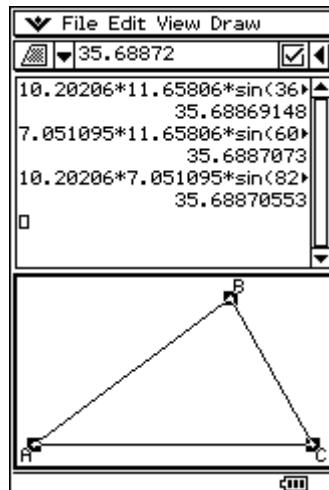 File Edit View Draw
35.68872
10.20206*11.65806*sin(36
35.68869148
7.051095*11.65806*sin(60
35.6887073
10.20206*7.051095*sin(82
35.68870553
B
A
C